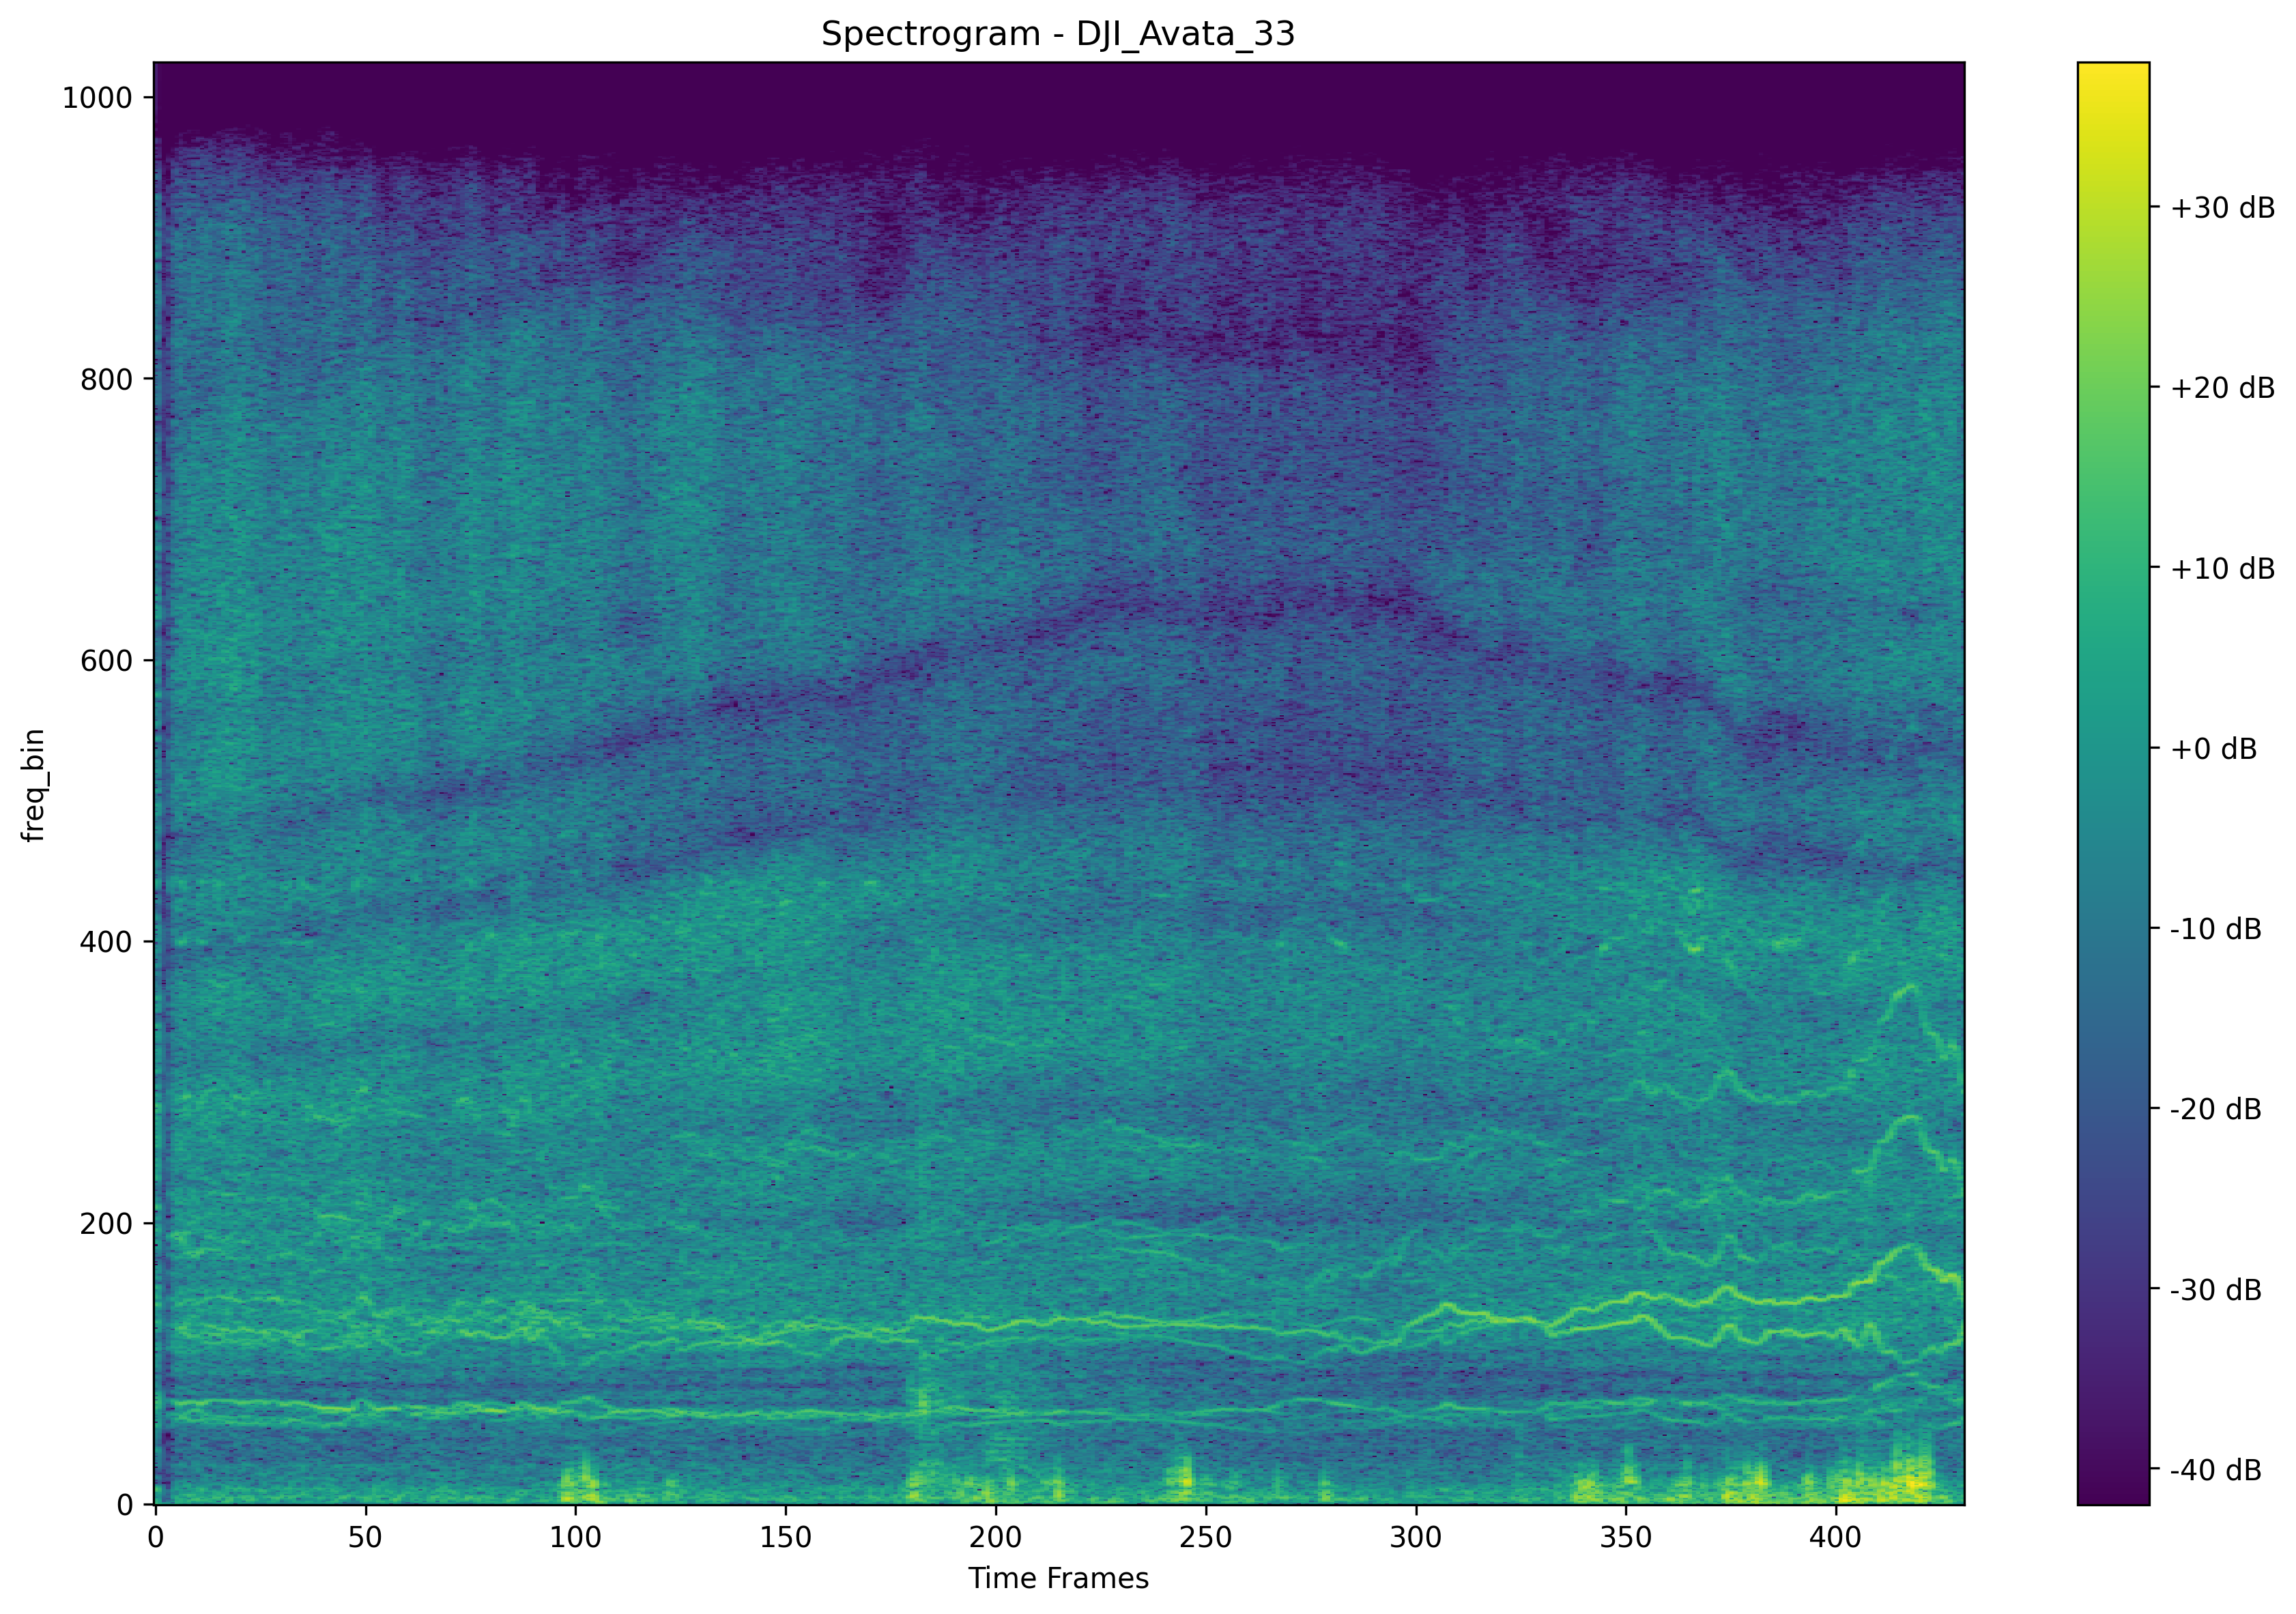 Spectrogram - DJI_Avata_33
1000
800
600
400
200
0
freq_bin
0 50 100 150 200 250 300 350 400
Time Frames
+30 dB
+20 dB
+10 dB
+0 dB
-10 dB
-20 dB
-30 dB
-40 dB